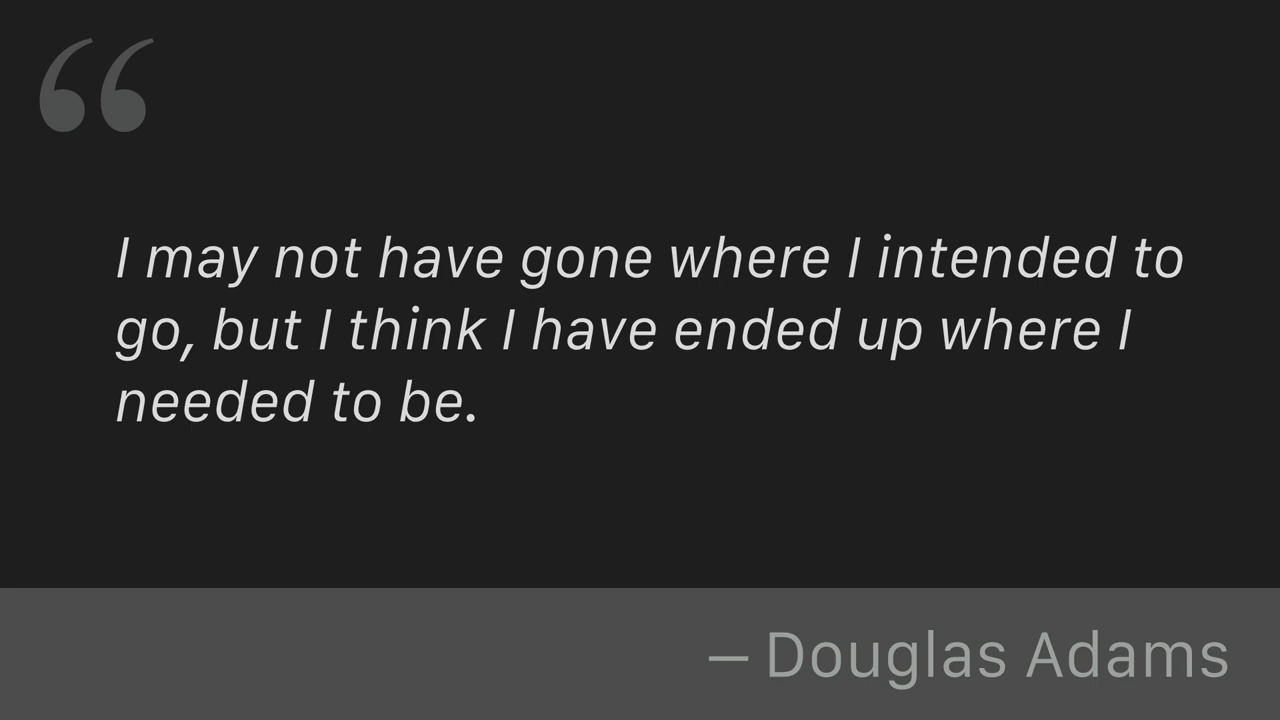 “
I may not have gone where I intended to
go, but I think I have ended up where I
needed to be.
— Douglas Adams